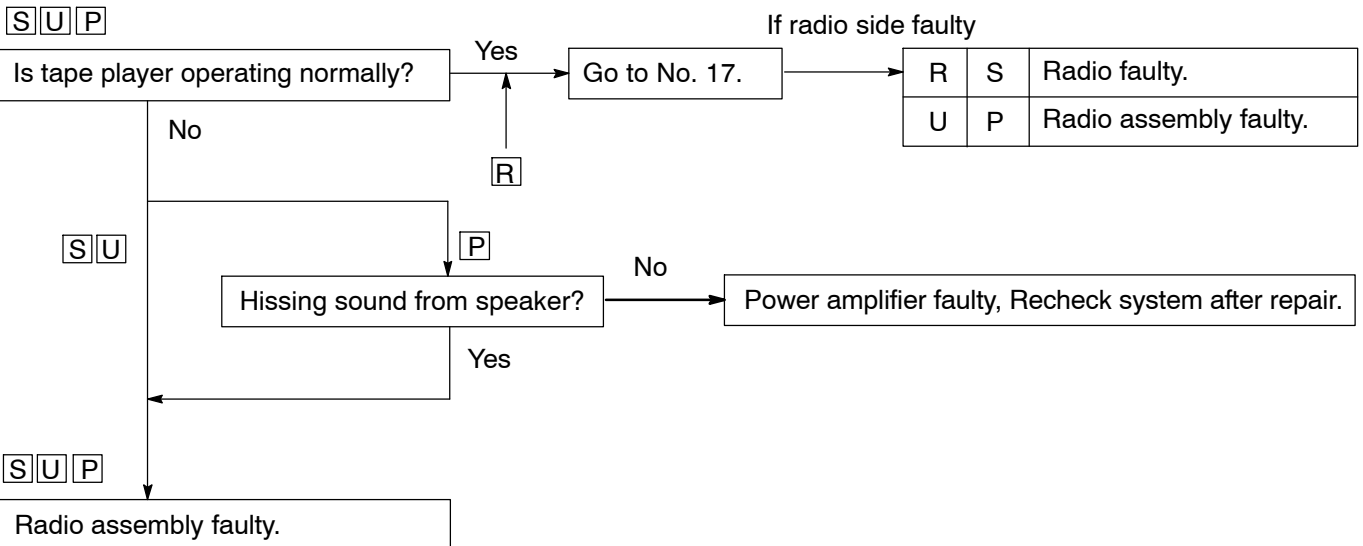 S U P
If radio side faulty
Is tape player operating normally?
Yes
Go to No. 17.
R S Radio faulty.
U P Radio assembly faulty.
No
R
S U
P
Hissing sound from speaker?
No
Power amplifier faulty, Recheck system after repair.
Yes
S U P
Radio assembly faulty.